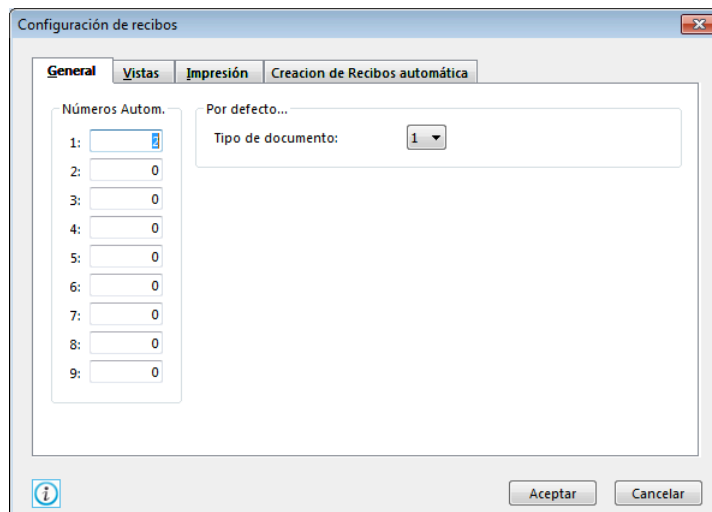 Configuración de recibos
General Vistas Impresión Creacion de Recibos automática
Números Autom. Por defecto...
1: 2 Tipo de documento: 1
2: 0
3: 0
4: 0
5: 0
6: 0
7: 0
8: 0
9: 0
Aceptar Cancelar